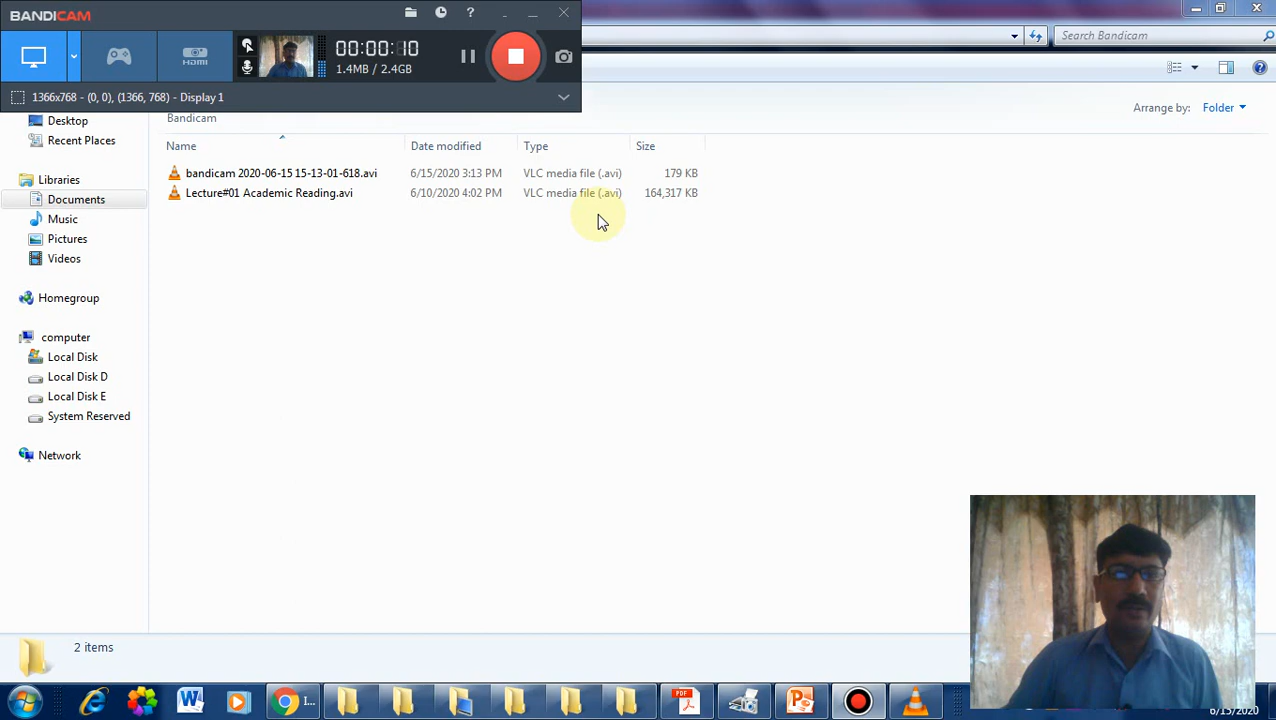 BANDICAM
?
HDMI
00:00:10
1.4MB / 2.4GB
1366x768 - (0, 0), (1366, 768) - Display 1
Search Bandicam
Bandicam
Arrange by: Folder
Name Date modified Type Size
bandicam 2020-06-15 15-13-01-618.avi 6/15/2020 3:13 PM VLC media file (.avi) 179 KB
Lecture#01 Academic Reading.avi 6/10/2020 4:02 PM VLC media file (.avi) 164,317 KB
Desktop
Recent Places
Libraries
Documents
Music
Pictures
Videos
Homegroup
computer
Local Disk
Local Disk D
Local Disk E
System Reserved
Network
2 items
I...
PDF
6/15/2020